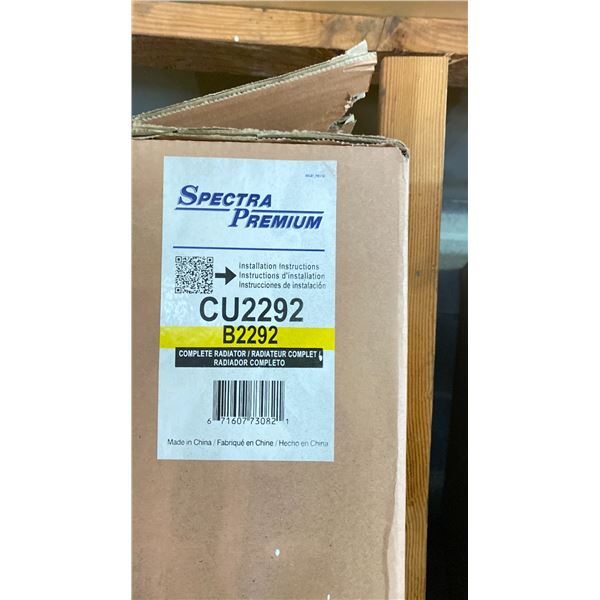 SPECTRA
PREMIUM
Installation Instructions
Instructions d'installation
Instrucciones de instalación
CU2292
B2292
COMPLETE RADIATOR / RADIATEUR COMPLET
RADIADOR COMPLETO
6 71607 73082 1
Made in China / Fabriqué en Chine / Hecho en China